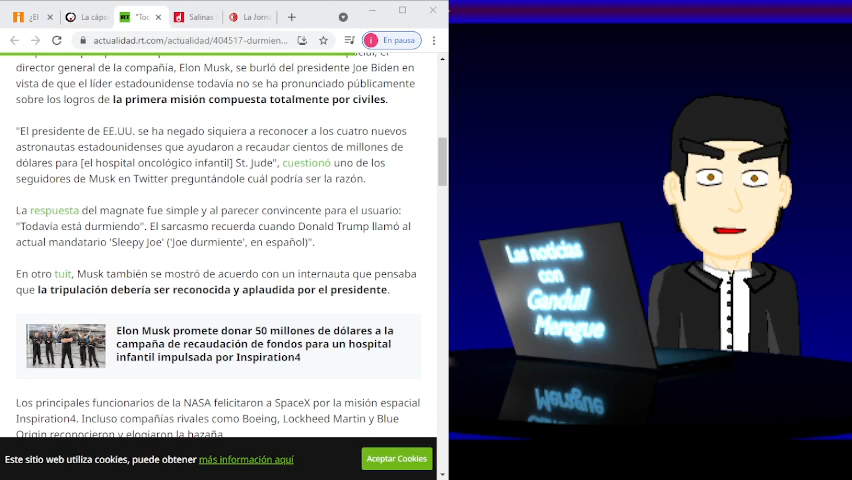 ¿El
La cáps
"Tod
Salinas
La Jorn
actualidad.rt.com/actualidad/404517-durmien...
En pausa
director general de la compañía, Elon Musk, se burló del presidente Joe Biden en
vista de que el líder estadounidense todavía no se ha pronunciado públicamente
sobre los logros de la primera misión compuesta totalmente por civiles.
"El presidente de EE.UU. se ha negado siquiera a reconocer a los cuatro nuevos
astronautas estadounidenses que ayudaron a recaudar cientos de millones de
dólares para [el hospital oncológico infantil] St. Jude", cuestionó uno de los
seguidores de Musk en Twitter preguntándole cuál podría ser la razón.
La respuesta del magnate fue simple y al parecer convincente para el usuario:
"Todavía está durmiendo". El sarcasmo recuerda cuando Donald Trump llamó al
actual mandatario 'Sleepy Joe' ('Joe durmiente', en español)".
En otro tuit, Musk también se mostró de acuerdo con un internauta que pensaba
que la tripulación debería ser reconocida y aplaudida por el presidente.
Elon Musk promete donar 50 millones de dólares a la
campaña de recaudación de fondos para un hospital
infantil impulsada por Inspiration4
Los principales funcionarios de la NASA felicitaron a SpaceX por la misión espacial
Inspiration4. Incluso compañías rivales como Boeing, Lockheed Martin y Blue
Origin reconocieron y elogiaron la hazaña.
Este sitio web utiliza cookies, puede obtener más información aquí
Aceptar Cookies
Las noticias
con
Gandull
Merague